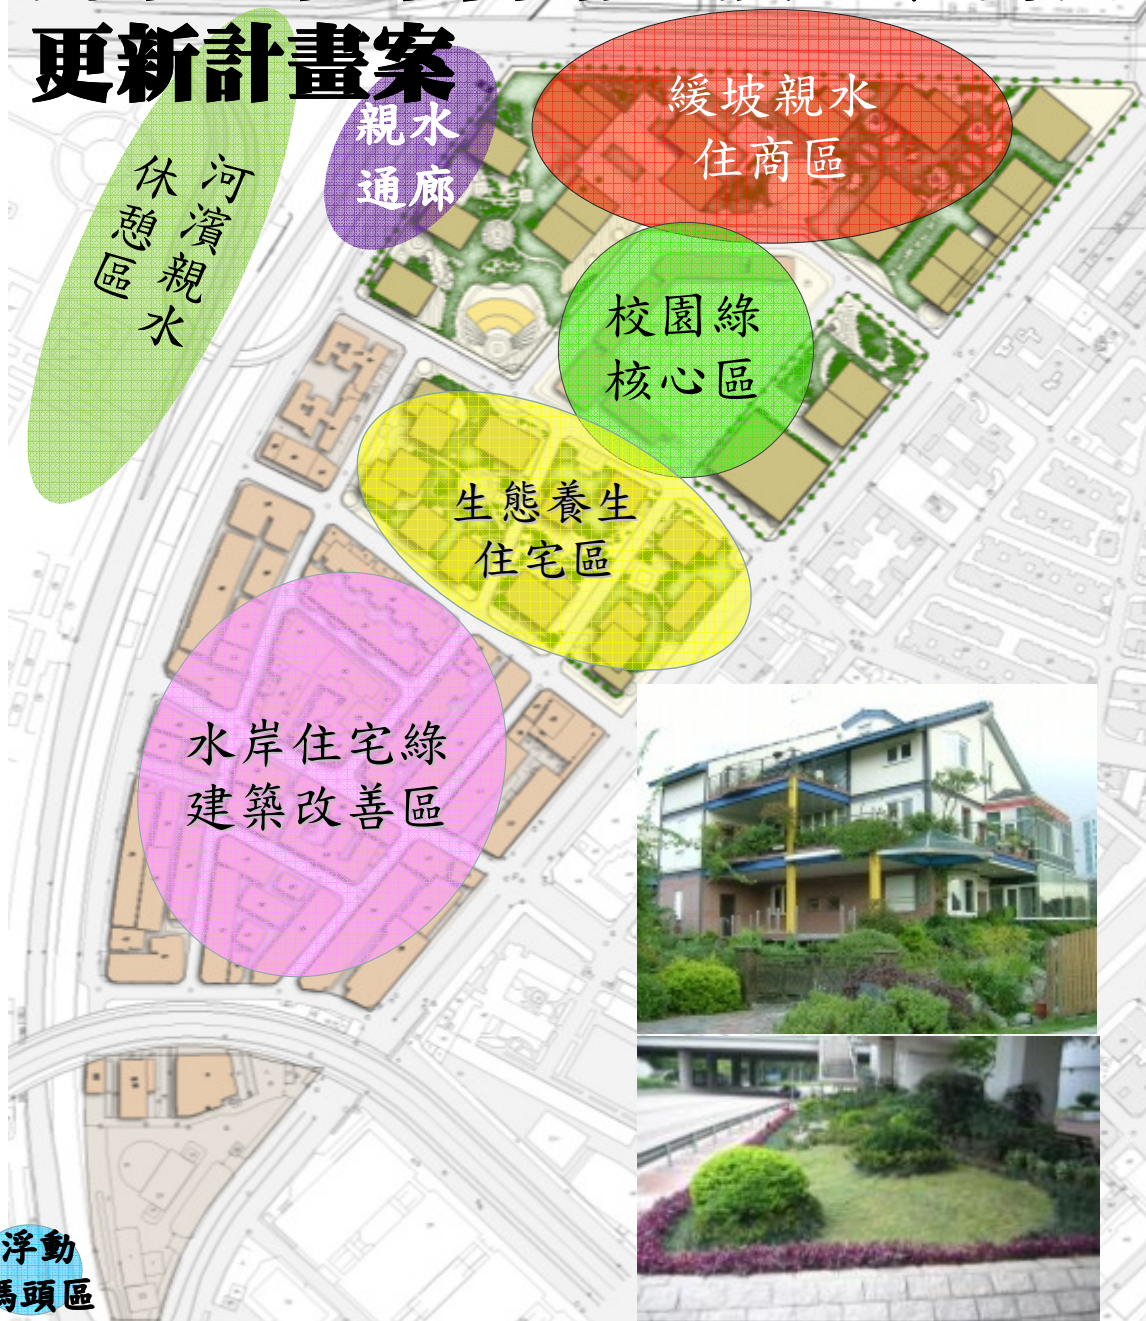 更新計畫案
親水
通廊
緩坡親水
住商區
河濱親水
休憩區
校園綠
核心區
生態養生
住宅區
水岸住宅綠
建築改善區
浮動
碼頭區